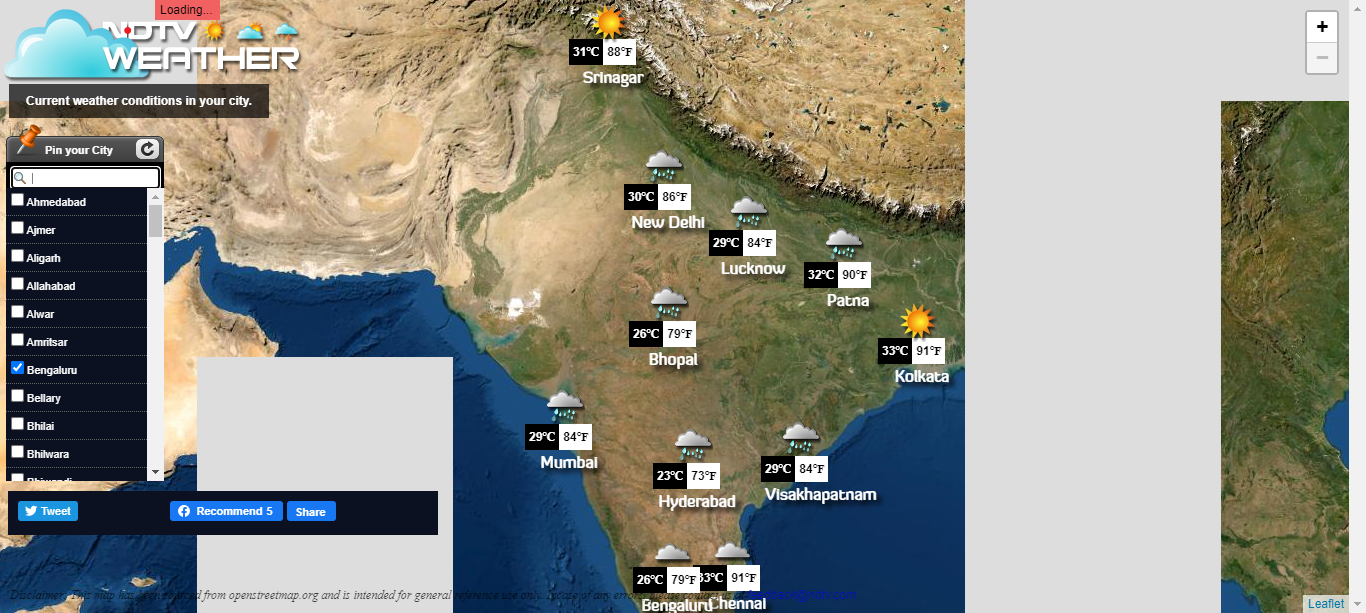 Loading...
NDTV
WEATHER
Current weather conditions in your city.
Pin your City
Ahmedabad
Ajmer
Aligarh
Allahabad
Alwar
Amritsar
Bengaluru
Bellary
Bhilai
Bhilwara
Bhiwandi
Tweet
Recommend 5
Share
31°C 88°F
Srinagar
30°C 86°F
New Delhi
29°C 84°F
Lucknow
32°C 90°F
Patna
26°C 79°F
Bhopal
33°C 91°F
Kolkata
29°C 84°F
Mumbai
23°C 73°F
Hyderabad
29°C 84°F
Visakhapatnam
26°C 79°F
Bengaluru
33°C 91°F
Chennai
Disclaimer: This map has been sourced from openstreetmap.org and is intended for general reference use only. Incase of any errors please contact us at feedback@ndtv.com
+
−
Leaflet